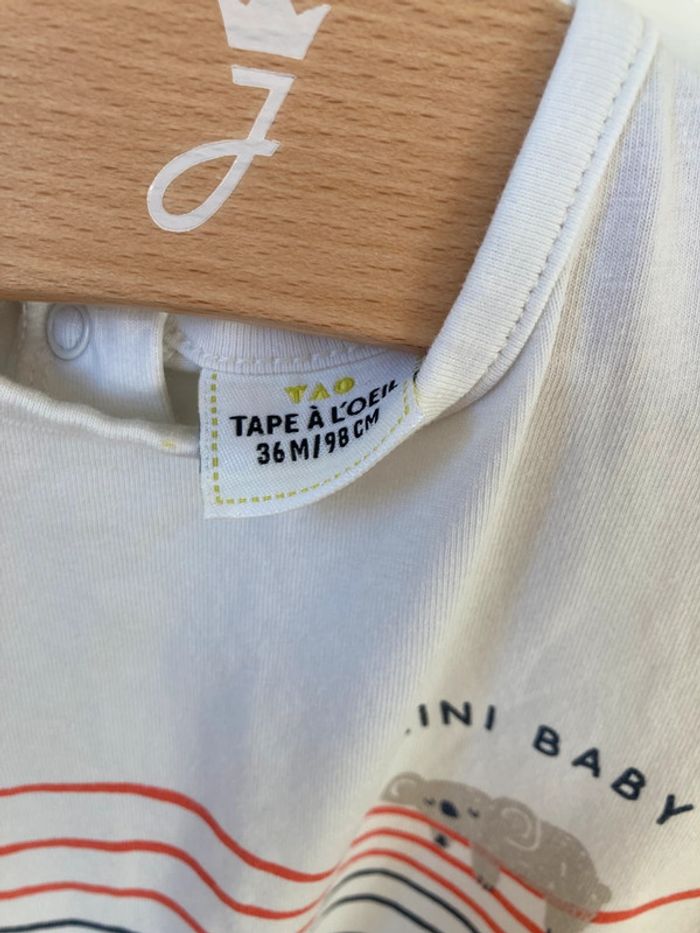 J
TAO
TAPE À L'OEIL
36M/98CM
INI BABY